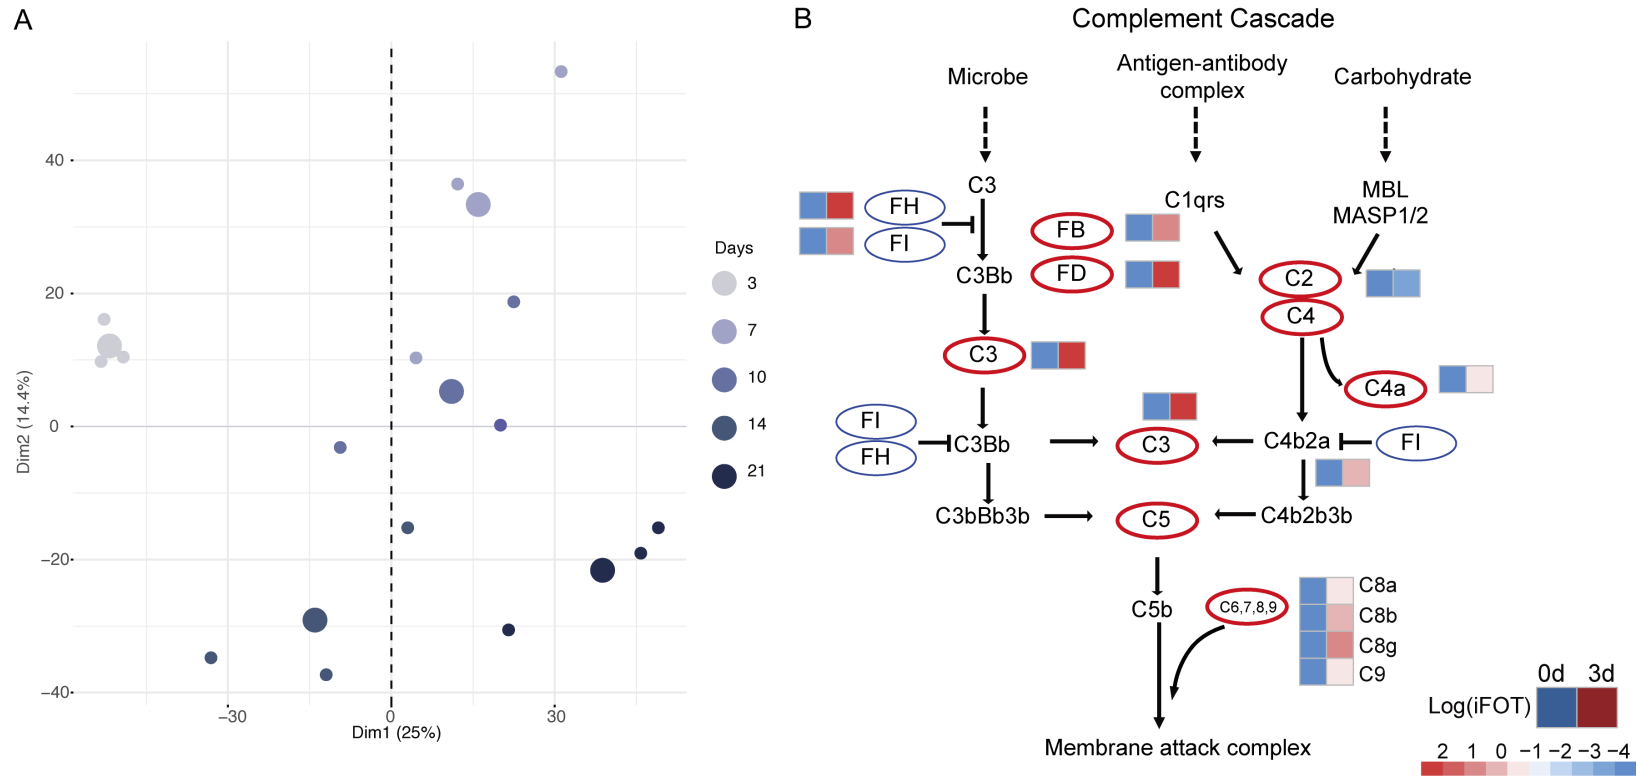 A
40
20
0
−20
−40
Dim2 (14.4%)
−30
0
30
Dim1 (25%)
Days
3
7
10
14
21
B
Complement Cascade
Microbe
Antigen-antibody
complex
Carbohydrate
C3
FH
FI
C3Bb
FB
FD
C1qrs
MBL
MASP1/2
C2
C4
C3
C4a
FI
FH
C3Bb
C3
C4b2a
FI
C3bBb3b
C5
C4b2b3b
C5b
C6,7,8,9
C8a
C8b
C8g
C9
Membrane attack complex
0d 3d
Log(iFOT)
2 1 0 −1 −2 −3 −4